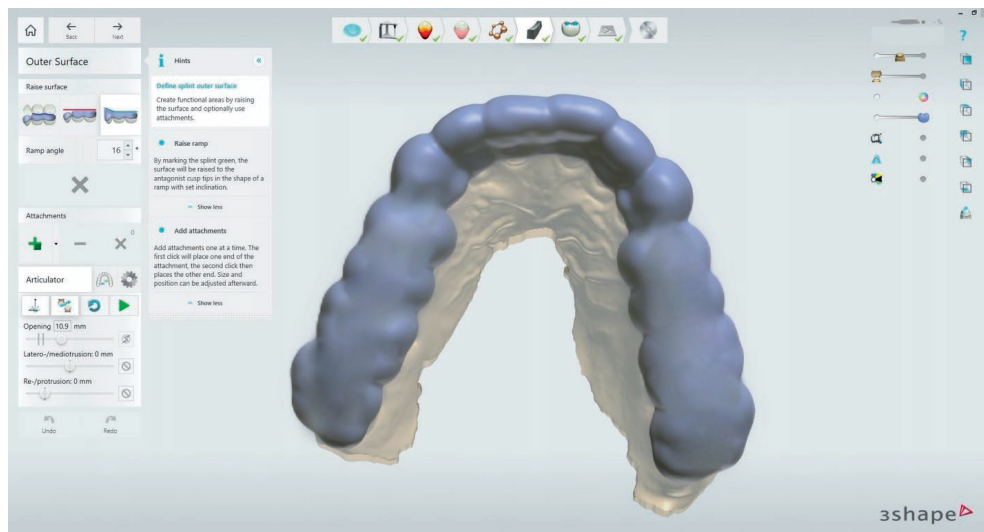 Back
Next
Outer Surface
Raise surface
Ramp angle
16 °
Attachments
0
Articulator
Opening 10.9 mm
Latero-/mediotrusion: 0 mm
Re-/protrusion: 0 mm
Undo
Redo
i Hints «
Define splint outer surface
Create functional areas by raising
the surface and optionally use
attachments.
Raise ramp
By marking the splint green, the
surface will be raised to the
antagonist cusp tips in the shape of a
ramp with set inclination.
Show less
Add attachments
Add attachments one at a time. The
first click will place one end of the
attachment, the second click then
places the other end. Size and
position can be adjusted afterward.
Show less
?
3shape